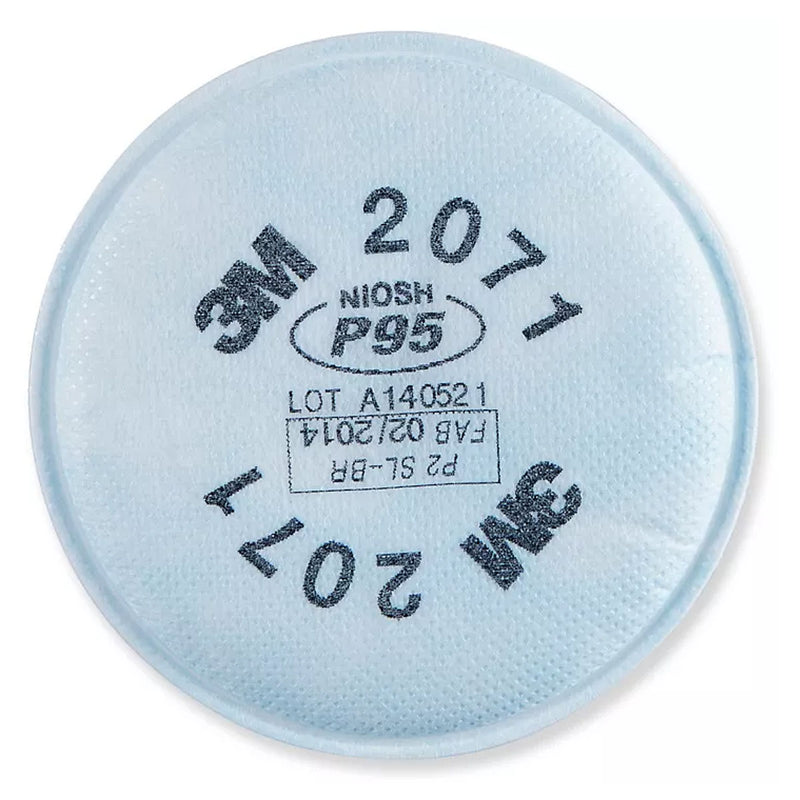 3M 2071
NIOSH
P95
LOT A140521
FAB 02/2014
P2 SL-BR
3M 2071